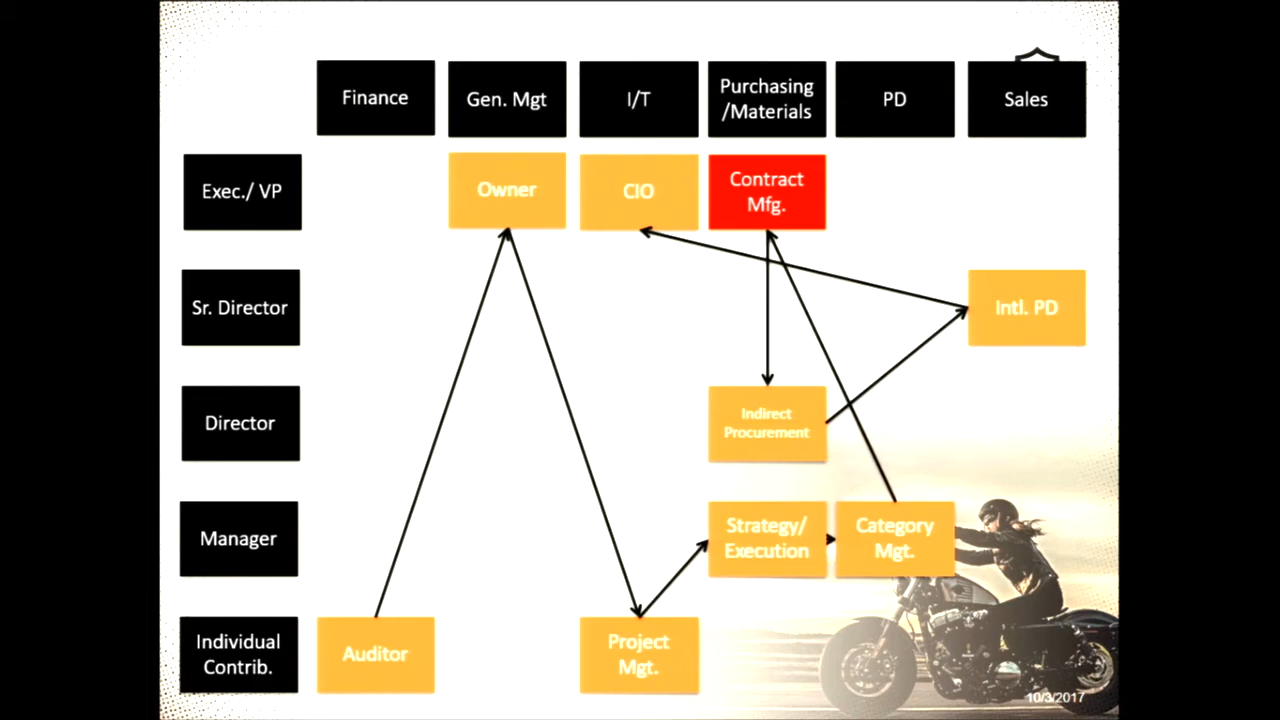 Finance
Gen. Mgt
I/T
Purchasing
/Materials
PD
Sales
Exec./ VP
Owner
CIO
Contract
Mfg.
Sr. Director
Intl. PD
Director
Indirect
Procurement
Manager
Strategy/
Execution
Category
Mgt.
Individual
Contrib.
Auditor
Project
Mgt.
10/3/2017